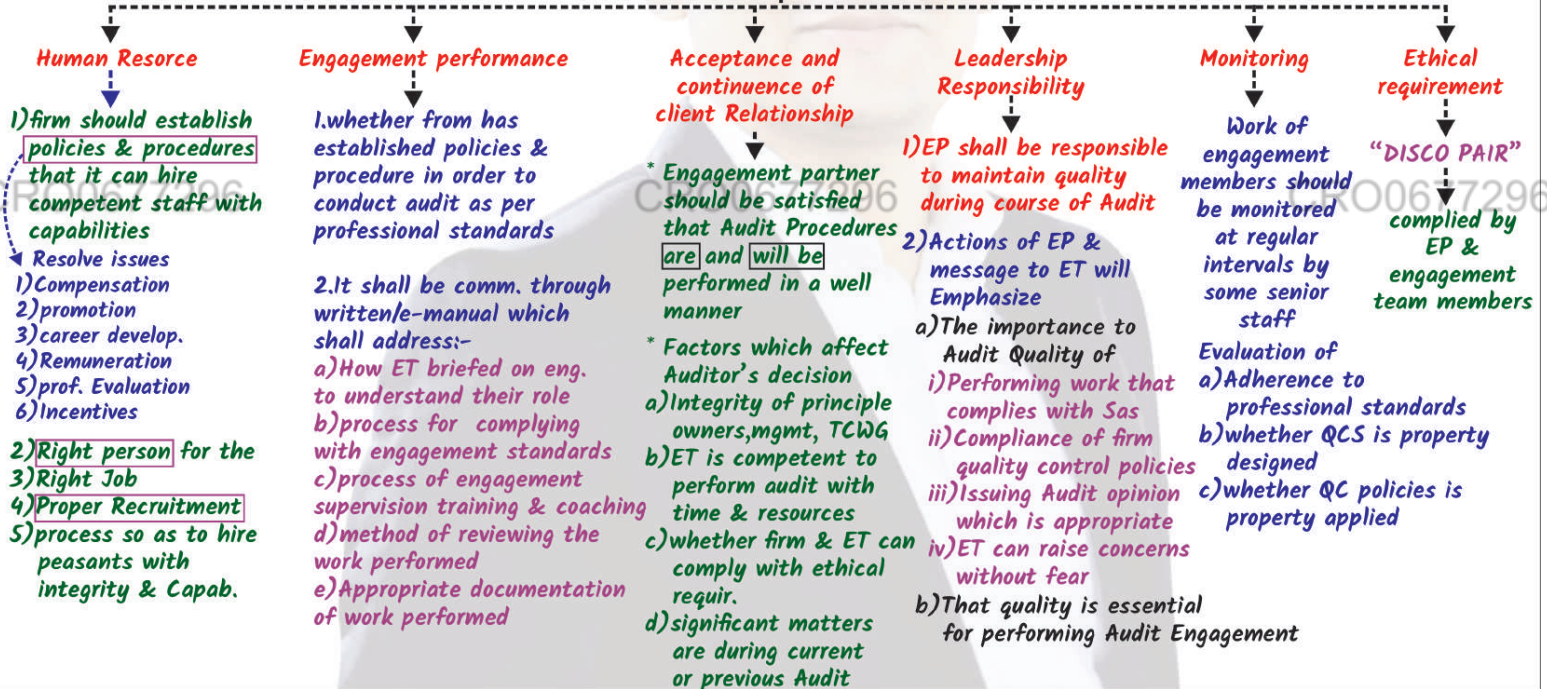 Human Resorce
1)firm should establish
policies & procedures
that it can hire
competent staff with
capabilities
Resolve issues
1)Compensation
2)promotion
3)career develop.
4)Remuneration
5)prof. Evaluation
6)Incentives
2)Right person for the
3)Right Job
4)Proper Recruitment
5)process so as to hire
peasants with
integrity & Capab.
Engagement performance
1.whether from has
established policies &
procedure in order to
conduct audit as per
professional standards
2.It shall be comm. through
written/e-manual which
shall address:-
a)How ET briefed on eng.
to understand their role
b)process for complying
with engagement standards
c)process of engagement
supervision training & coaching
d)method of reviewing the
work performed
e)Appropriate documentation
of work performed
Acceptance and
continuence of
client Relationship
* Engagement partner
should be satisfied
that Audit Procedures
are and will be
performed in a well
manner
* Factors which affect
Auditor's decision
a)Integrity of principle
owners,mgmt, TCWG
b)ET is competent to
perform audit with
time & resources
c)whether firm & ET can
comply with ethical
requir.
d)significant matters
are during current
or previous Audit
Leadership
Responsibility
1)EP shall be responsible
to maintain quality
during course of Audit
2)Actions of EP &
message to ET will
Emphasize
a)The importance to
Audit Quality of
i)Performing work that
complies with Sas
ii)Compliance of firm
quality control policies
iii)Issuing Audit opinion
which is appropriate
iv)ET can raise concerns
without fear
b)That quality is essential
for performing Audit Engagement
Monitoring
Work of
engagement
members should
be monitored
at regular
intervals by
some senior
staff
Evaluation of
a)Adherence to
professional standards
b)whether QCS is property
designed
c)whether QC policies is
property applied
Ethical
requirement
"DISCO PAIR"
complied by
EP &
engagement
team members
CRO0677296
CRO0677296
CRO0677296